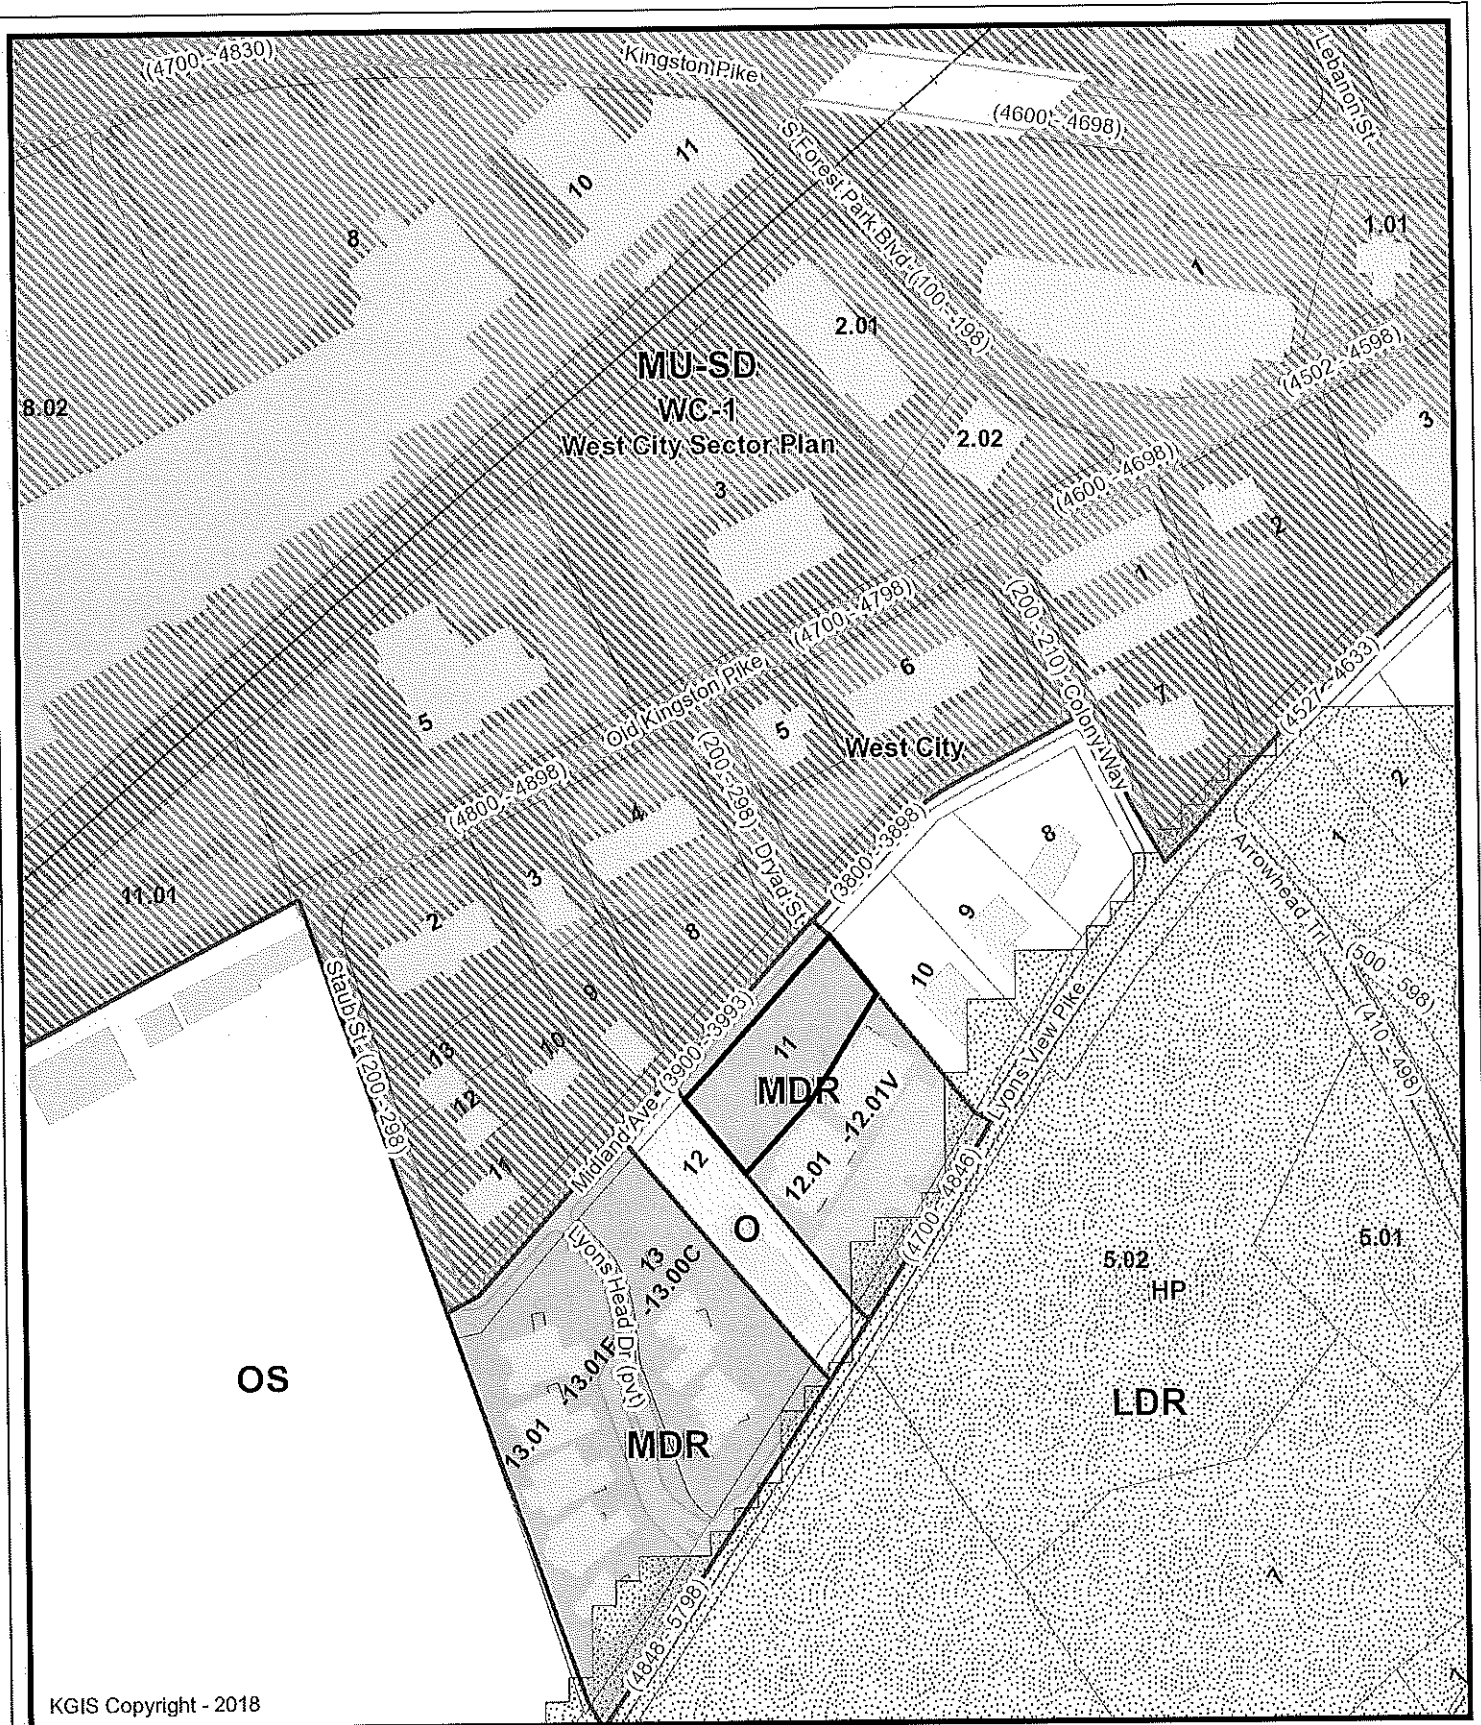 (4700 - 4830)
Kingston Pike
Lebanon St
(4600 - 4698)
11
10
S Forest Park Blvd (100 - 198)
8
1.01
1
2.01
MU-SD
(4502 - 4598)
8.02
WC-1
2.02
3
West City Sector Plan
3
(4600 - 4698)
2
1
(200 - 210) Colony Way
(4700 - 4798)
6
7
(4527 - 4633)
5
Old Kingston Pike
5
West City
(200 - 298) Dryad St
2
(4800 - 4898)
4
(3800 - 3898)
8
1
Arrowhead Trl
11.01
3
2
8
9
(500 - 598)
10
Staub St (200 - 298)
9
(410 - 498)
13
10
11
Lyons View Pike
MDR
12
Midland Ave (3900 - 3993)
-12.01V
11
12
12.01
(4700 - 4846)
O
5.01
13
5.02
-13.00C
Lyons Head Dr (pvt)
HP
OS
-13.01F
LDR
13.01
MDR
7
(4848 - 5798)
7
KGIS Copyright - 2018